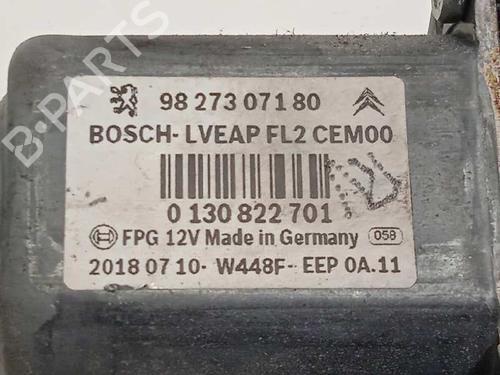 98 273 071 80
BOSCH- LVEAP FL2 CEM00
0 130 822 701
FPG 12V Made in Germany 058
2018 07 10- W448F- EEP 0A.11
B-PARTS